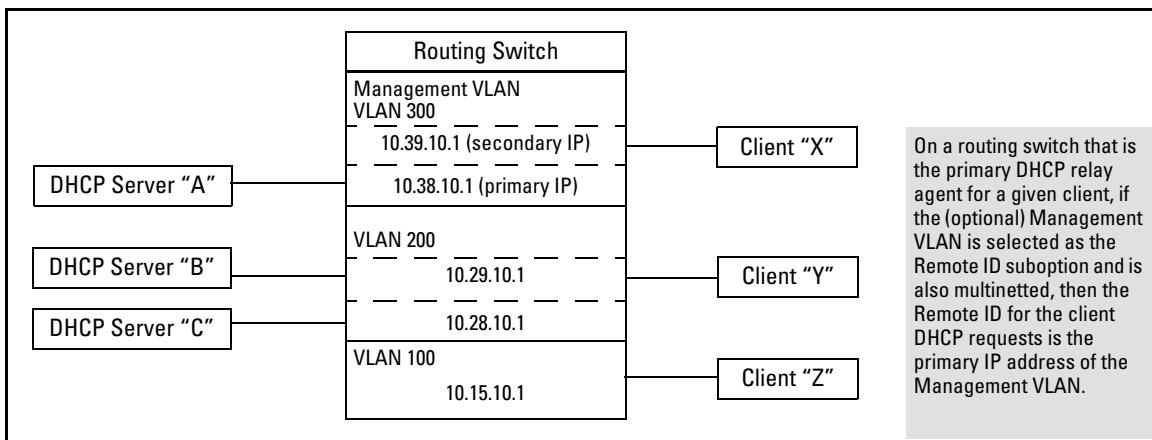 Routing Switch
Management VLAN
VLAN 300
10.39.10.1 (secondary IP)
10.38.10.1 (primary IP)
VLAN 200
10.29.10.1
10.28.10.1
VLAN 100
10.15.10.1
DHCP Server "A"
DHCP Server "B"
DHCP Server "C"
Client "X"
Client "Y"
Client "Z"
On a routing switch that is
the primary DHCP relay
agent for a given client, if
the (optional) Management
VLAN is selected as the
Remote ID suboption and is
also multinetted, then the
Remote ID for the client
DHCP requests is the
primary IP address of the
Management VLAN.